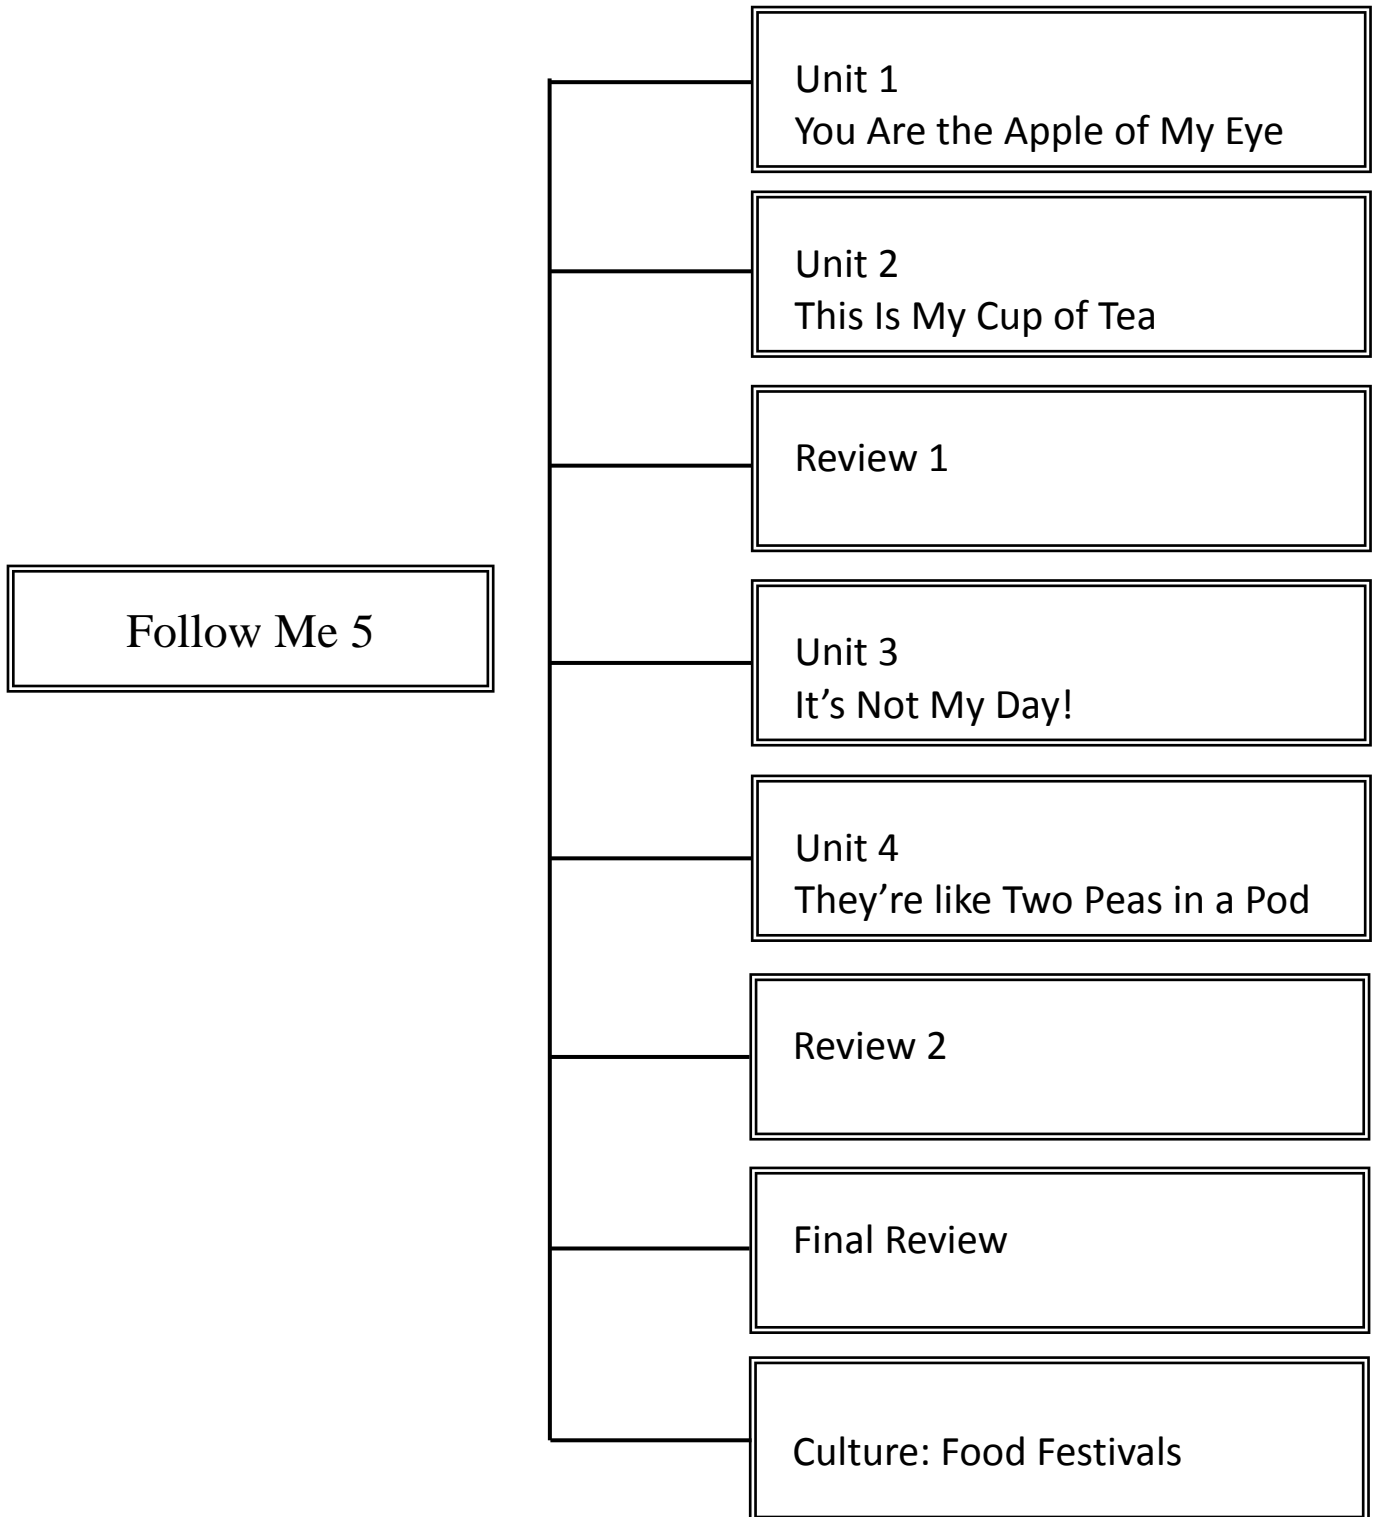 Follow Me 5
Unit 1
You Are the Apple of My Eye
Unit 2
This Is My Cup of Tea
Review 1
Unit 3
It’s Not My Day!
Unit 4
They’re like Two Peas in a Pod
Review 2
Final Review
Culture: Food Festivals